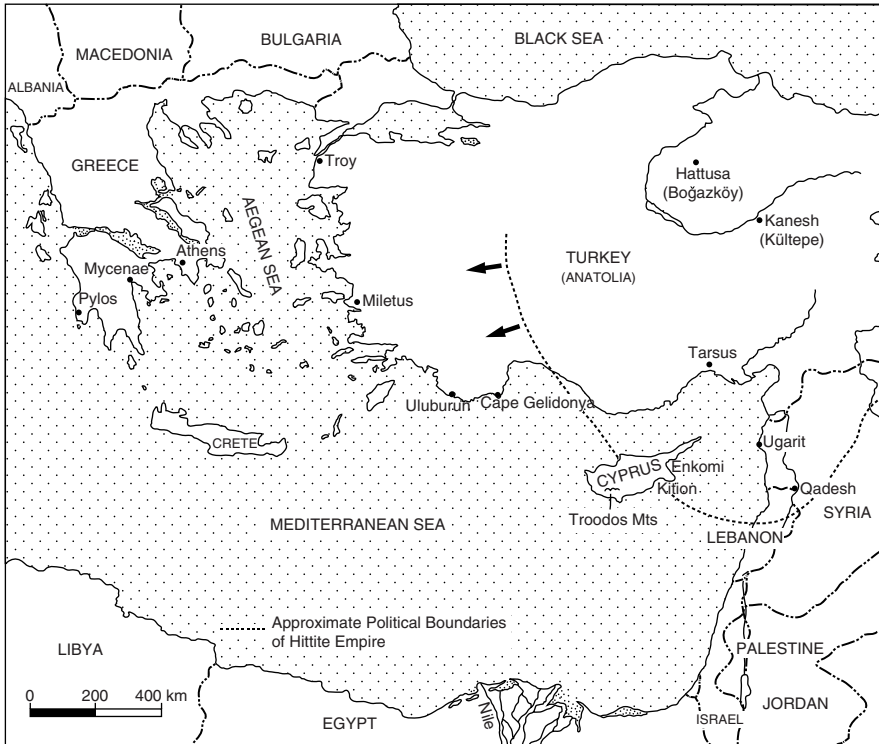 BULGARIA
BLACK SEA
MACEDONIA
ALBANIA
GREECE
Troy
Hattusa
(Boğazköy)
AEGEAN SEA
Kanesh
(Kültepe)
Athens
TURKEY
(ANATOLIA)
Mycenae
Pylos
Miletus
Tarsus
Uluburun
Çape Gelidonya
CRETE
Ugarit
CYPRUS
Enkomi
Kition
Qadesh
Troodos Mts
SYRIA
MEDITERRANEAN SEA
LEBANON
Approximate Political Boundaries
of Hittite Empire
LIBYA
PALESTINE
0 200 400 km
Nile
JORDAN
ISRAEL
EGYPT